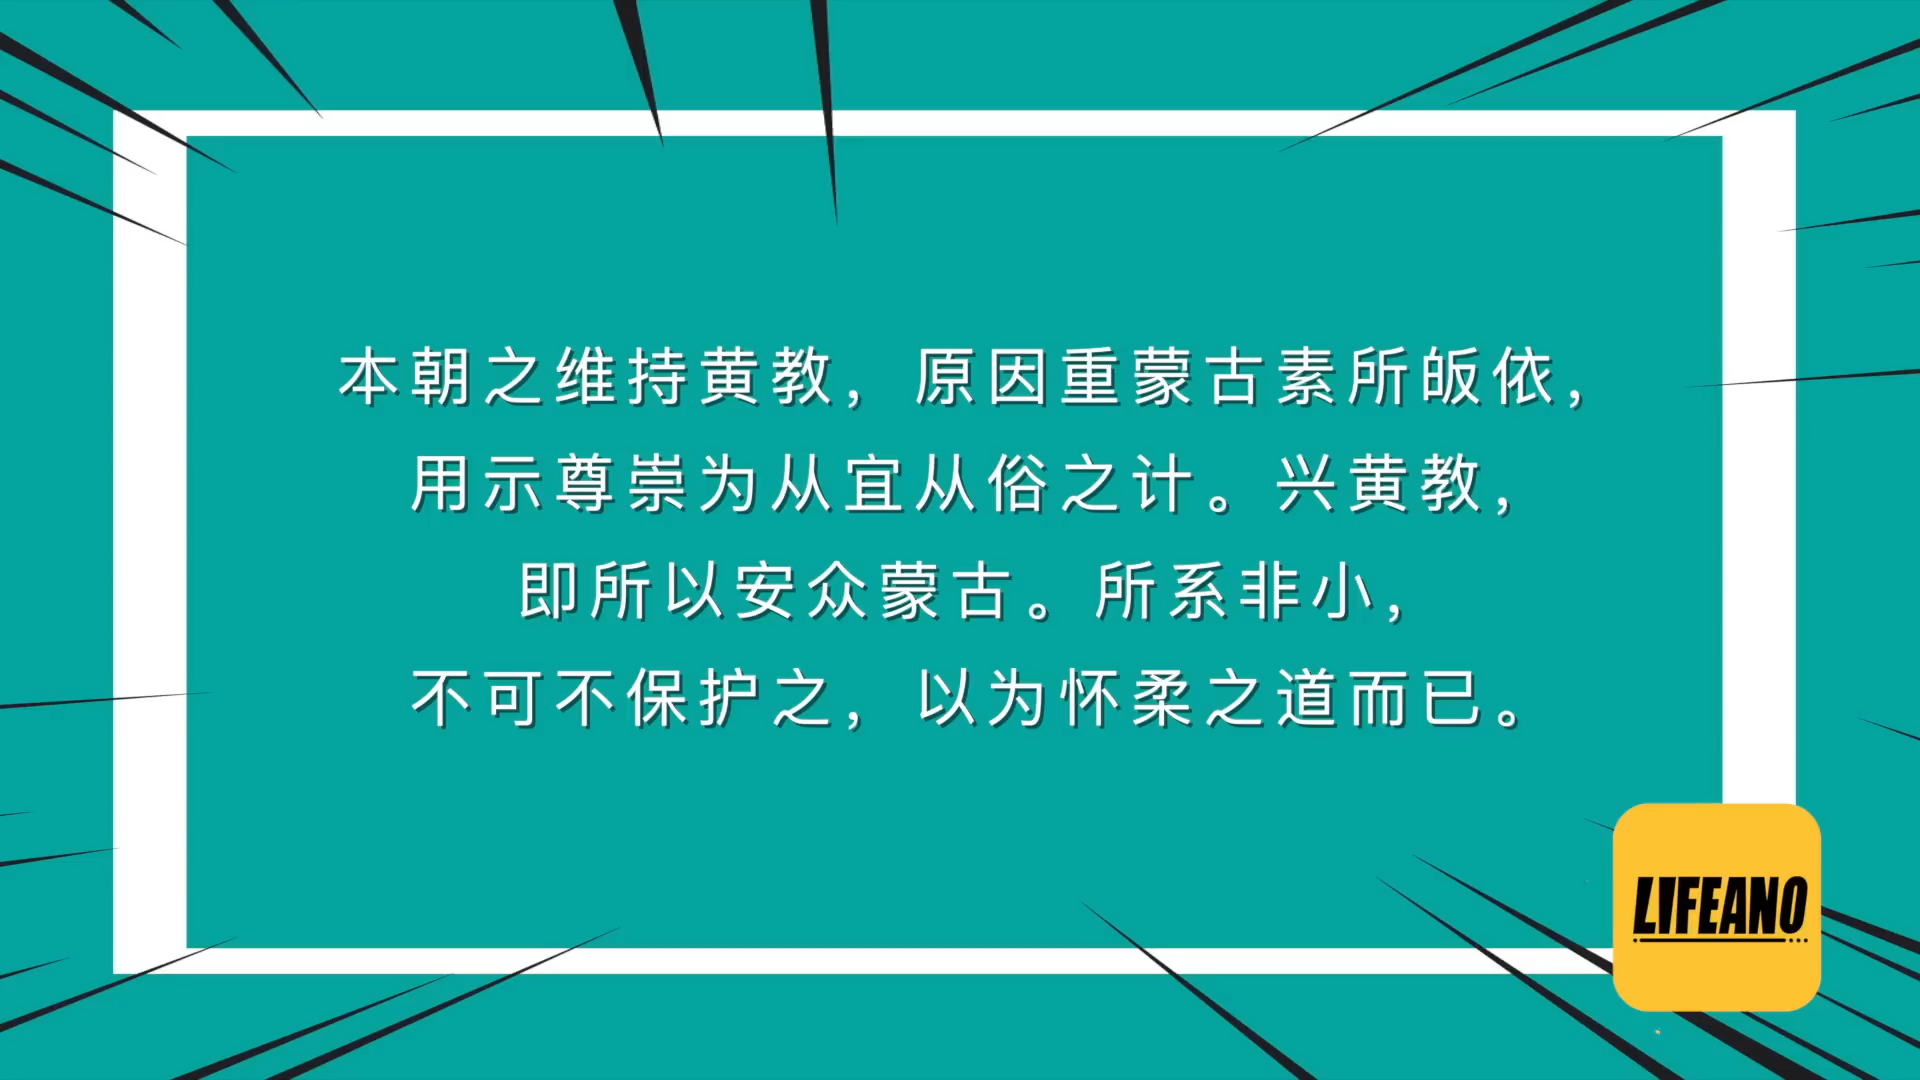 本朝之维持黄教，原因重蒙古素所皈依，
用示尊崇为从宜从俗之计。兴黄教，
即所以安众蒙古。所系非小，
不可不保护之，以为怀柔之道而已。
LIFEANO